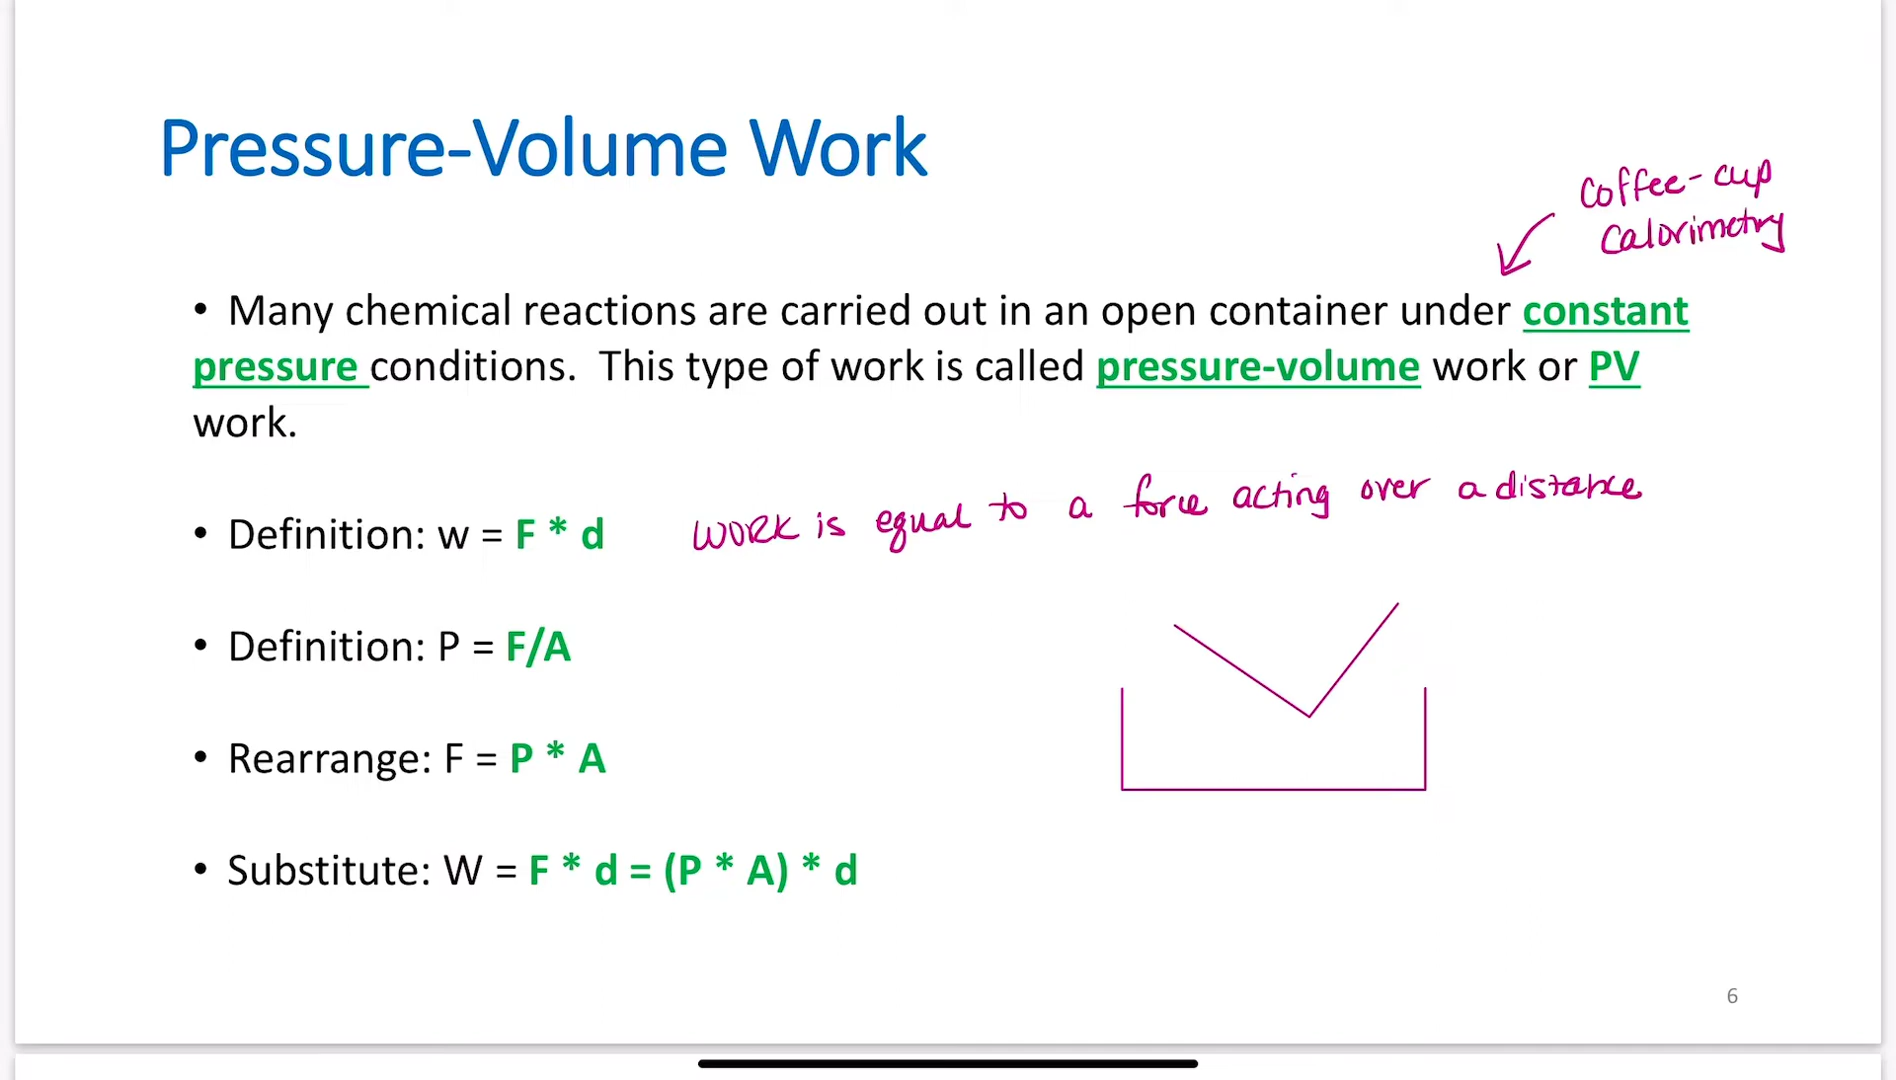 Pressure-Volume Work
coffee-cup
calorimetry
• Many chemical reactions are carried out in an open container under constant
pressure conditions. This type of work is called pressure-volume work or PV
work.
• Definition: w = F * d
work is equal to a force acting over a distance
• Definition: P = F/A
• Rearrange: F = P * A
• Substitute: W = F * d = (P * A) * d
6